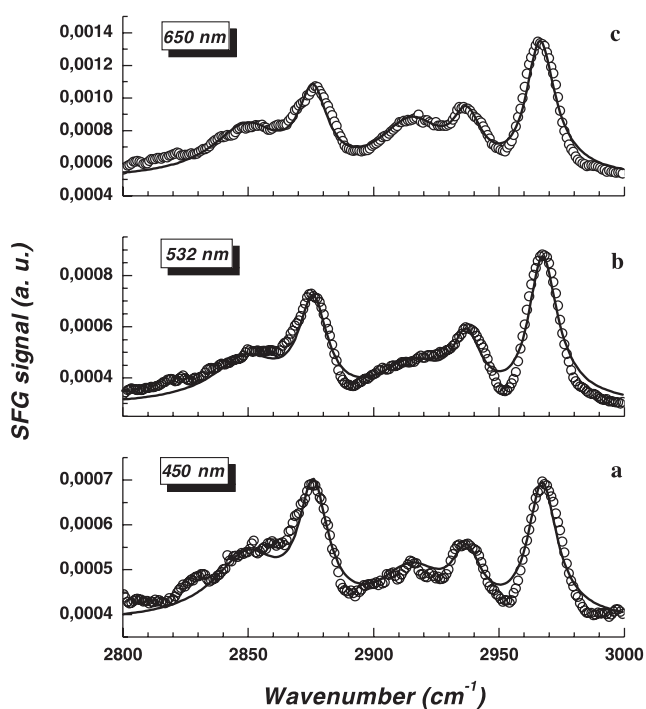 650 nm
c
0,0014
0,0012
0,0010
0,0008
0,0006
0,0004
532 nm
b
0,0008
0,0006
0,0004
SFG signal (a. u.)
450 nm
a
0,0007
0,0006
0,0005
0,0004
2800
2850
2900
2950
3000
Wavenumber (cm⁻¹)